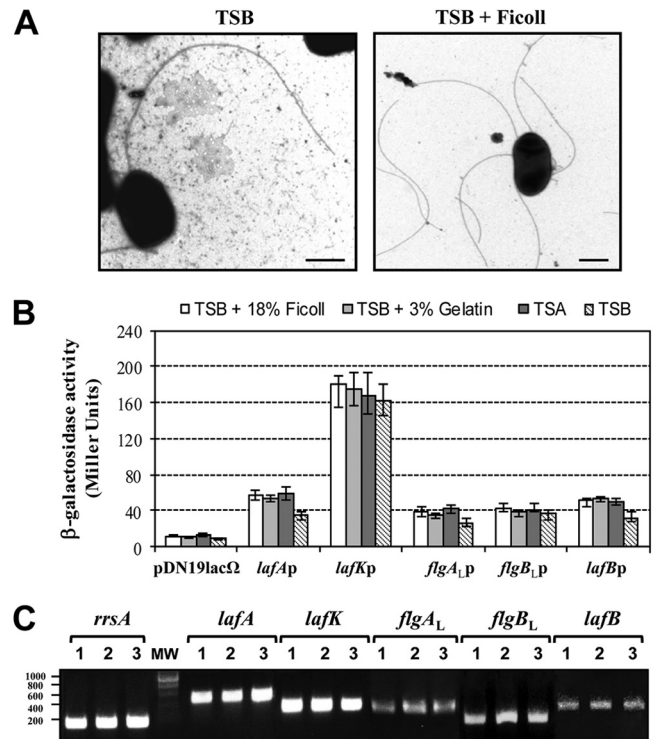 A
TSB
TSB + Ficoll
B
TSB + 18% Ficoll TSB + 3% Gelatin TSA TSB
β-galactosidase activity
(Miller Units)
240
200
160
120
80
40
0
pDN19lacΩ lafAp lafKp flgALp flgBLp lafBp
C
rrsA lafA lafK flgAL flgBL lafB
1 2 3 MW 1 2 3 1 2 3 1 2 3 1 2 3 1 2 3
1000
800
600
400
200